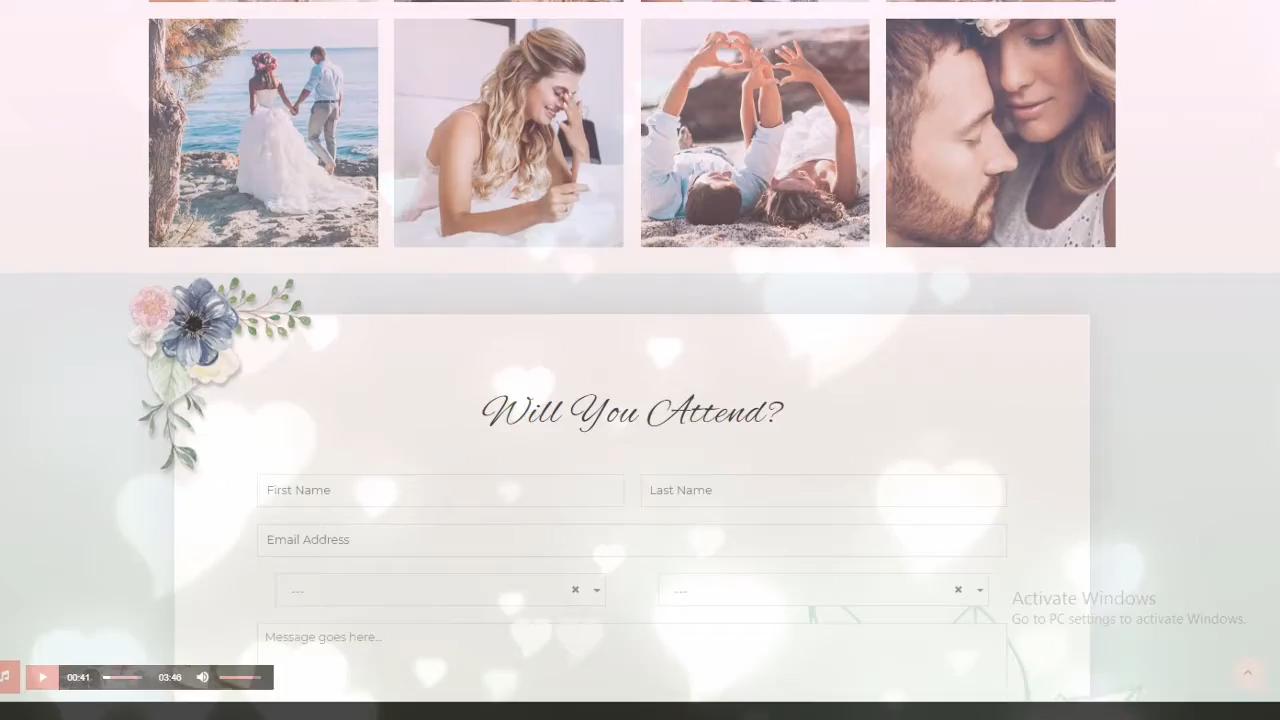 Will You Attend?
First Name
Last Name
Email Address
---
---
Message goes here...
Activate Windows
Go to PC settings to activate Windows.
00:41
03:46